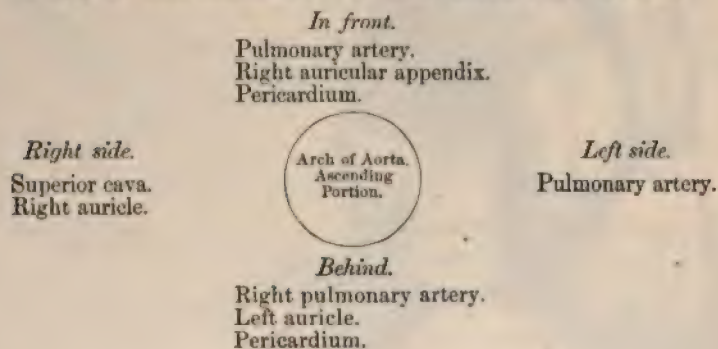 In front.
Pulmonary artery.
Right auricular appendix.
Pericardium.
Right side.
Superior cava.
Right auricle.
Arch of Aorta.
Ascending
Portion.
Left side.
Pulmonary artery.
Behind.
Right pulmonary artery.
Left auricle.
Pericardium.